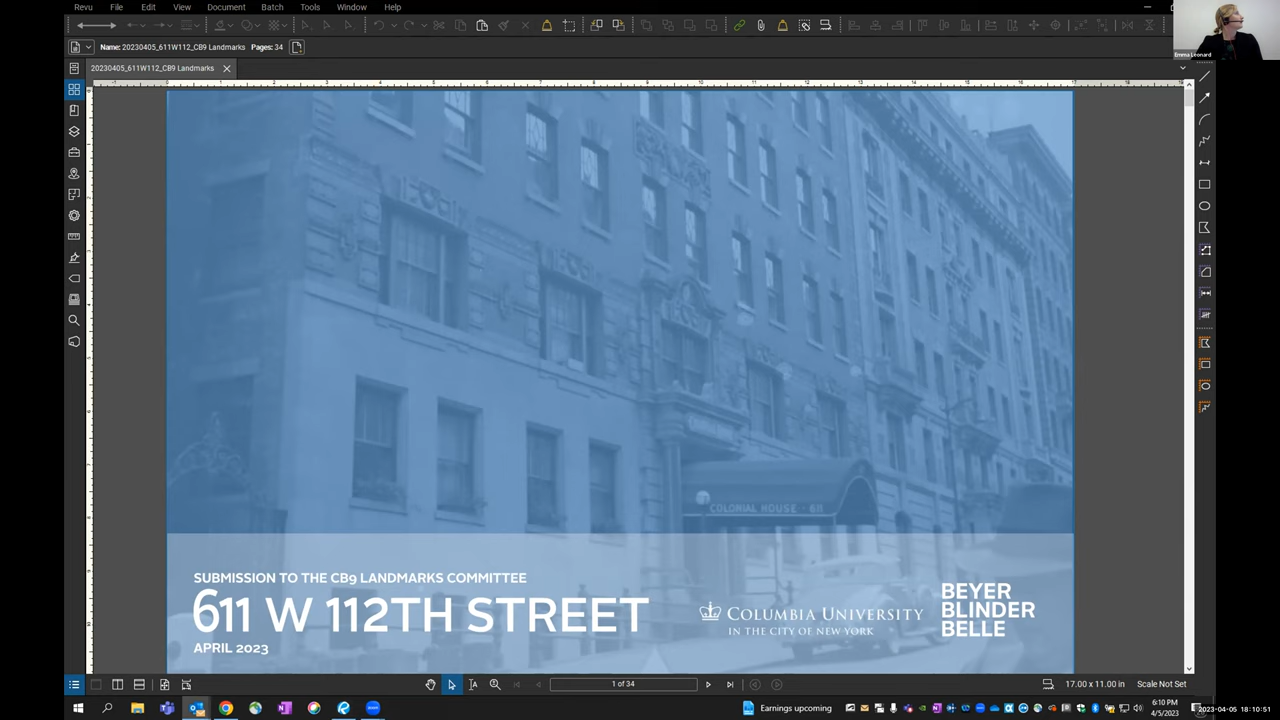 Revu File Edit View Document Batch Tools Window Help
Name: 20230405_611W112_CB9 Landmarks Pages: 34
20230405_611W112_CB9 Landmarks
Emma Leonard
COLONIAL HOUSE 611
SUBMISSION TO THE CB9 LANDMARKS COMMITTEE
611 W 112TH STREET
APRIL 2023
COLUMBIA UNIVERSITY
IN THE CITY OF NEW YORK
BEYER
BLINDER
BELLE
1 of 34
17.00 x 11.00 in Scale Not Set
Earnings upcoming
6:10 PM
4/5/2023
2023-04-05 18:10:51